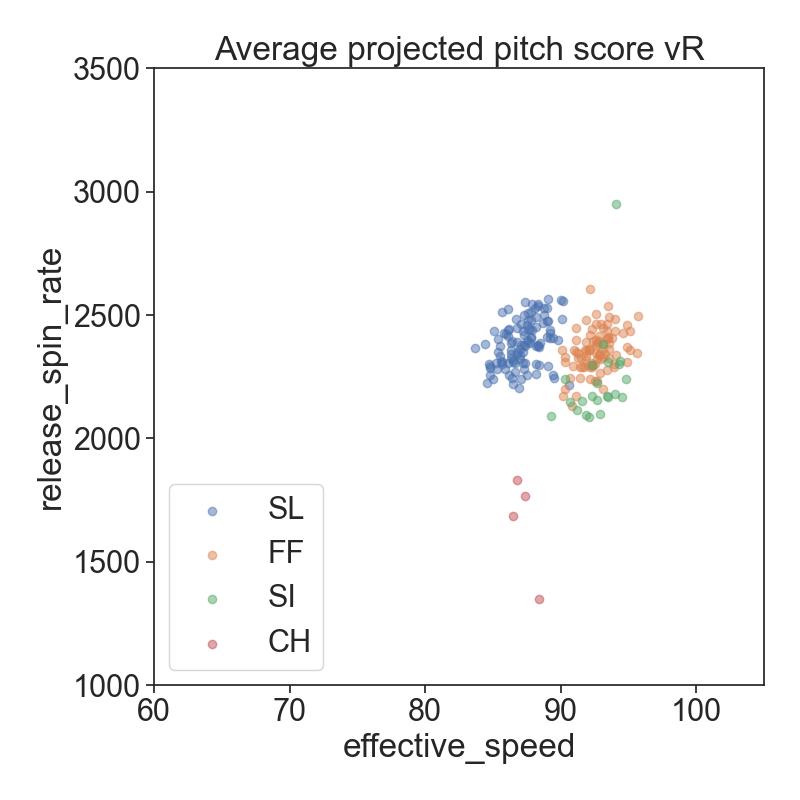 Average projected pitch score vR
3500
3000
2500
2000
1500
1000
release_spin_rate
SL
FF
SI
CH
60
70
80
90
100
effective_speed